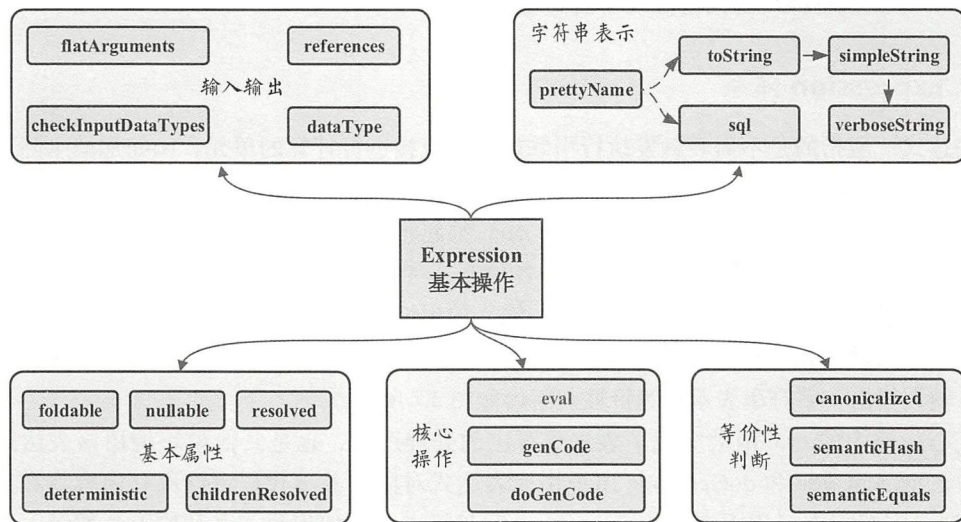 flatArguments
references
输入输出
checkInputDataTypes
dataType
字符串表示
toString
simpleString
prettyName
sql
verboseString
Expression
基本操作
foldable
nullable
resolved
基本属性
deterministic
childrenResolved
eval
核心
操作
genCode
doGenCode
canonicalized
等价性
判断
semanticHash
semanticEquals